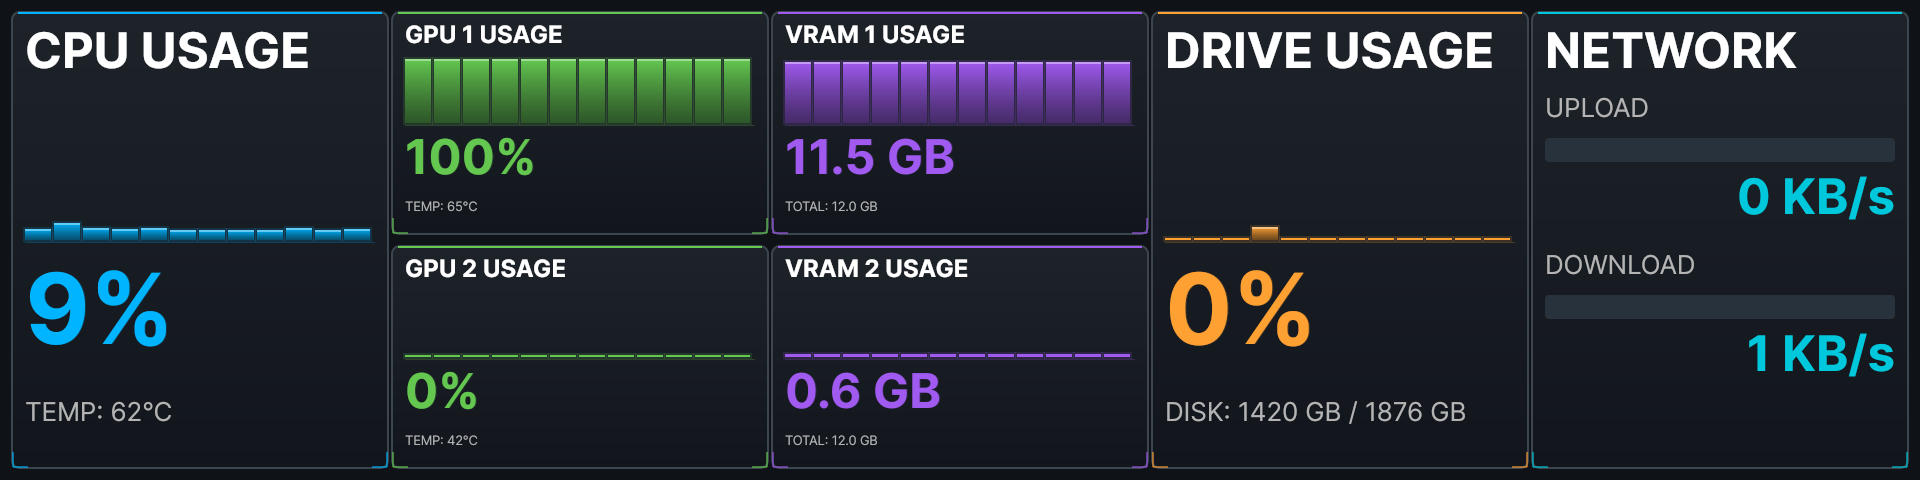 CPU USAGE
9%
TEMP: 62°C
GPU 1 USAGE
100%
TEMP: 65°C
GPU 2 USAGE
0%
TEMP: 42°C
VRAM 1 USAGE
11.5 GB
TOTAL: 12.0 GB
VRAM 2 USAGE
0.6 GB
TOTAL: 12.0 GB
DRIVE USAGE
0%
DISK: 1420 GB / 1876 GB
NETWORK
UPLOAD
0 KB/s
DOWNLOAD
1 KB/s